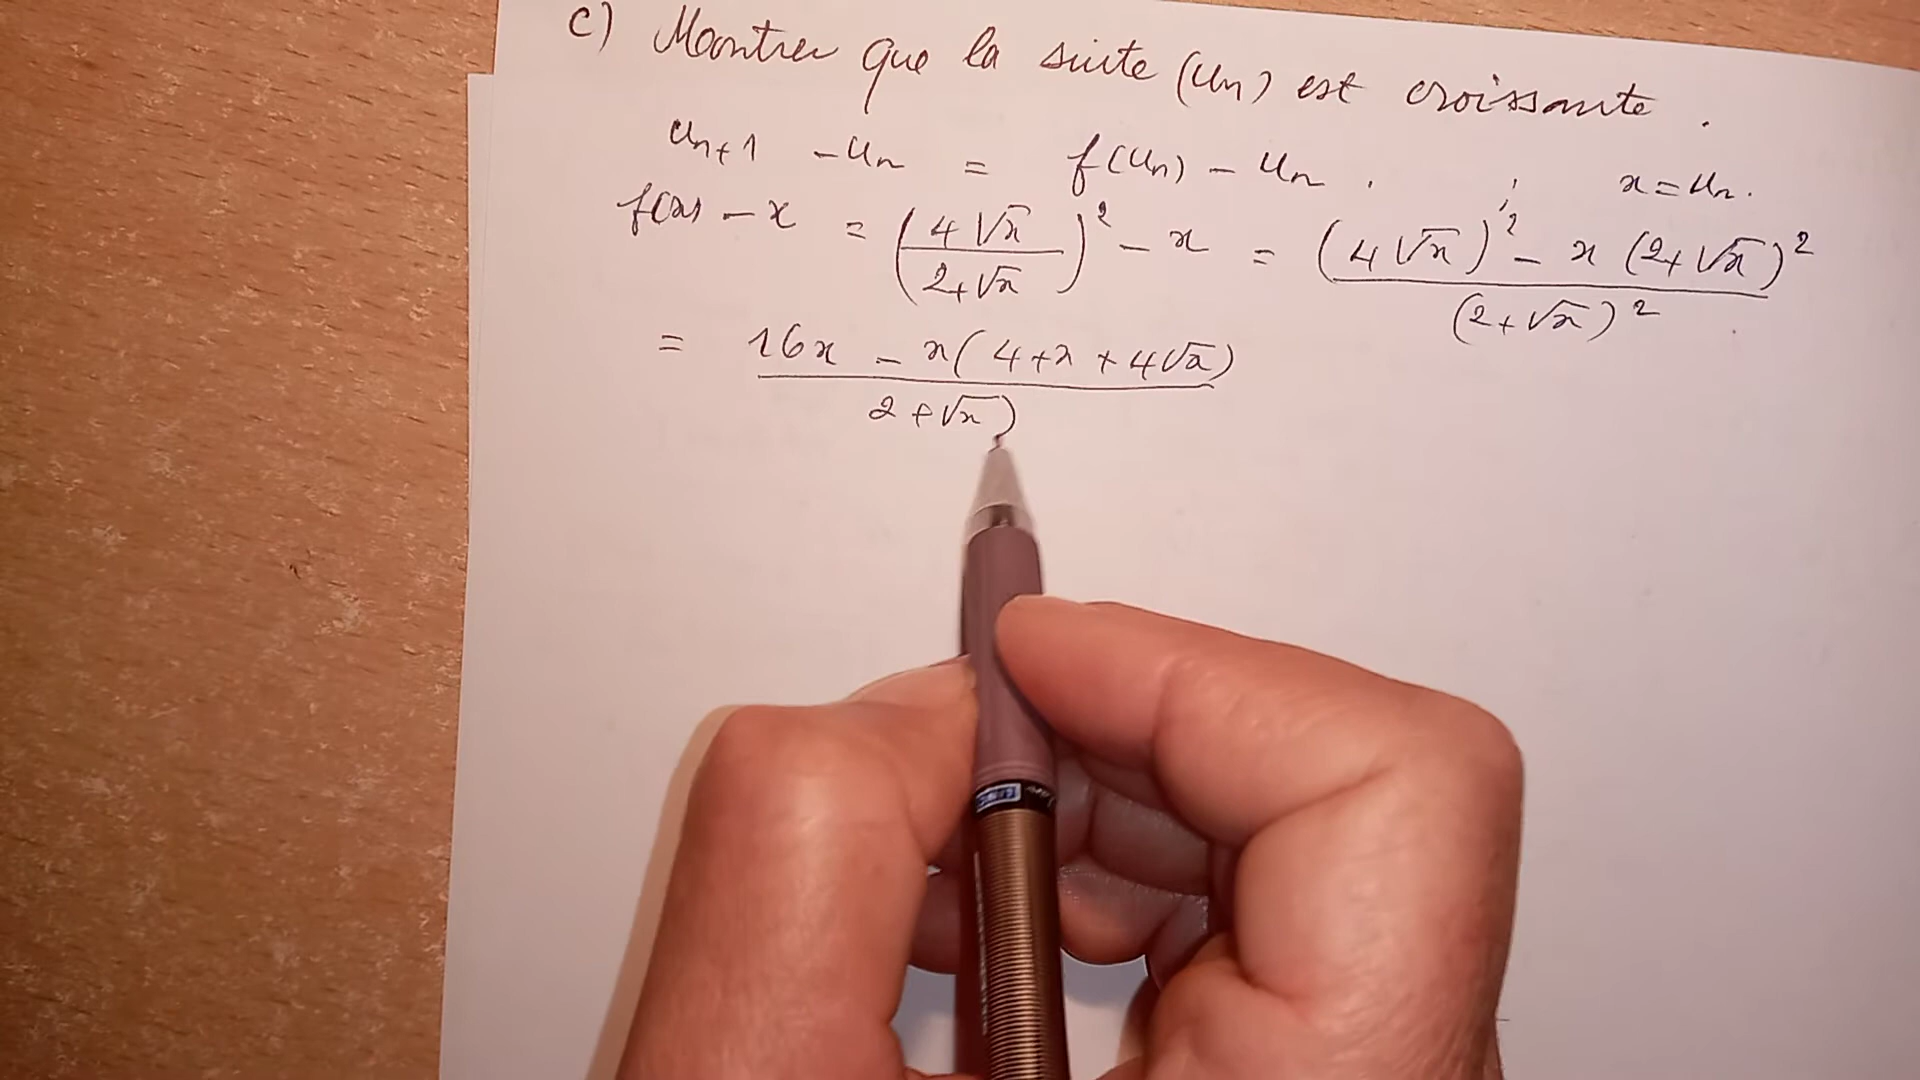 c) Montrer que la suite (Un) est croissante.
Un+1 - Un = f(Un) - Un. ; x = Un.
f(x) - x = (4√x / 2+√x)² - x = (4√x)² - x (2+√x)² / (2+√x)²
= 16x - x(4+x+4√x) / 2+√x)